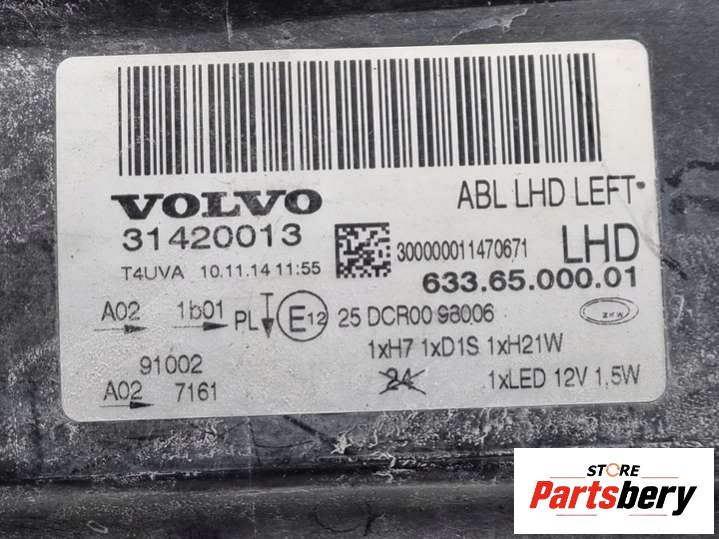 VOLVO
ABL LHD LEFT
31420013
300000011470671
LHD
T4UVA 10.11.14 11:55
633.65.000.01
A02 1b01 PL E12 25 DCR00 98006
ZKW
1xH7 1xD1S 1xH21W
91002
24 1xLED 12V 1,5W
A02 7161
STORE
Partsbery